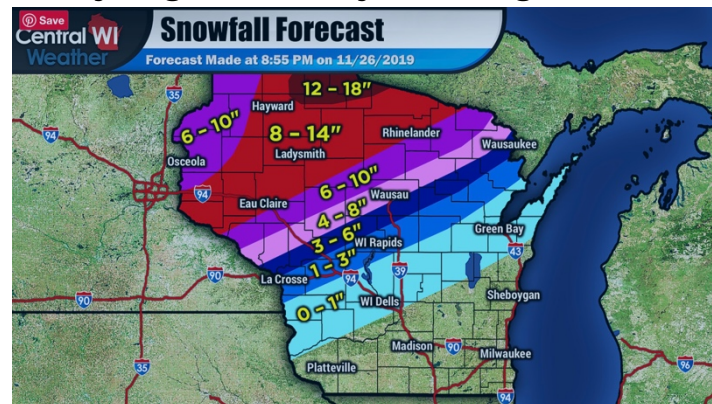 Save
Central WI
Weather
Snowfall Forecast
Forecast Made at 8:55 PM on 11/26/2019
12 - 18"
35
Hayward
6 - 10"
8 - 14"
Rhinelander
94
Ladysmith
Wausaukee
Osceola
6 - 10"
94
Wausau
Eau Claire
4 - 8"
3 - 6"
WI Rapids
Green Bay
43
1 - 3"
90
La Crosse
94
39
0 - 1"
WI Dells
Sheboygan
90
Madison
90
Milwaukee
Platteville
35
96
94